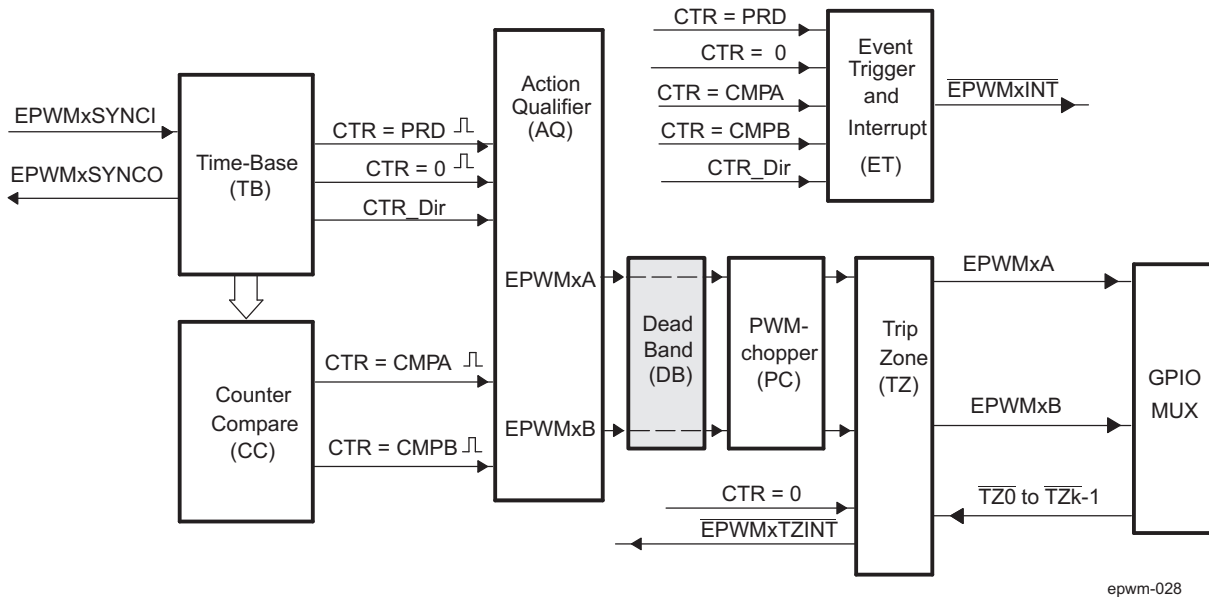 EPWMxSYNCI
EPWMxSYNCO
Time-Base
(TB)
CTR = PRD
CTR = 0
CTR_Dir
Counter
Compare
(CC)
CTR = CMPA
CTR = CMPB
Action
Qualifier
(AQ)
EPWMxA
EPWMxB
CTR = PRD
CTR = 0
CTR = CMPA
CTR = CMPB
CTR_Dir
Event
Trigger
and
Interrupt
(ET)
EPWMxINT
Dead
Band
(DB)
PWM-
chopper
(PC)
CTR = 0
EPWMxTZINT
Trip
Zone
(TZ)
EPWMxA
EPWMxB
TZ0 to TZk-1
GPIO
MUX
epwm-028